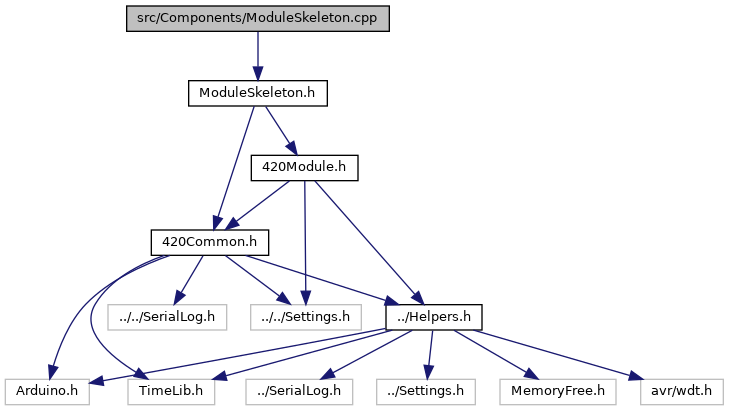 src/Components/ModuleSkeleton.cpp
ModuleSkeleton.h
420Module.h
420Common.h
../../SerialLog.h
../../Settings.h
../Helpers.h
Arduino.h
TimeLib.h
../SerialLog.h
../Settings.h
MemoryFree.h
avr/wdt.h